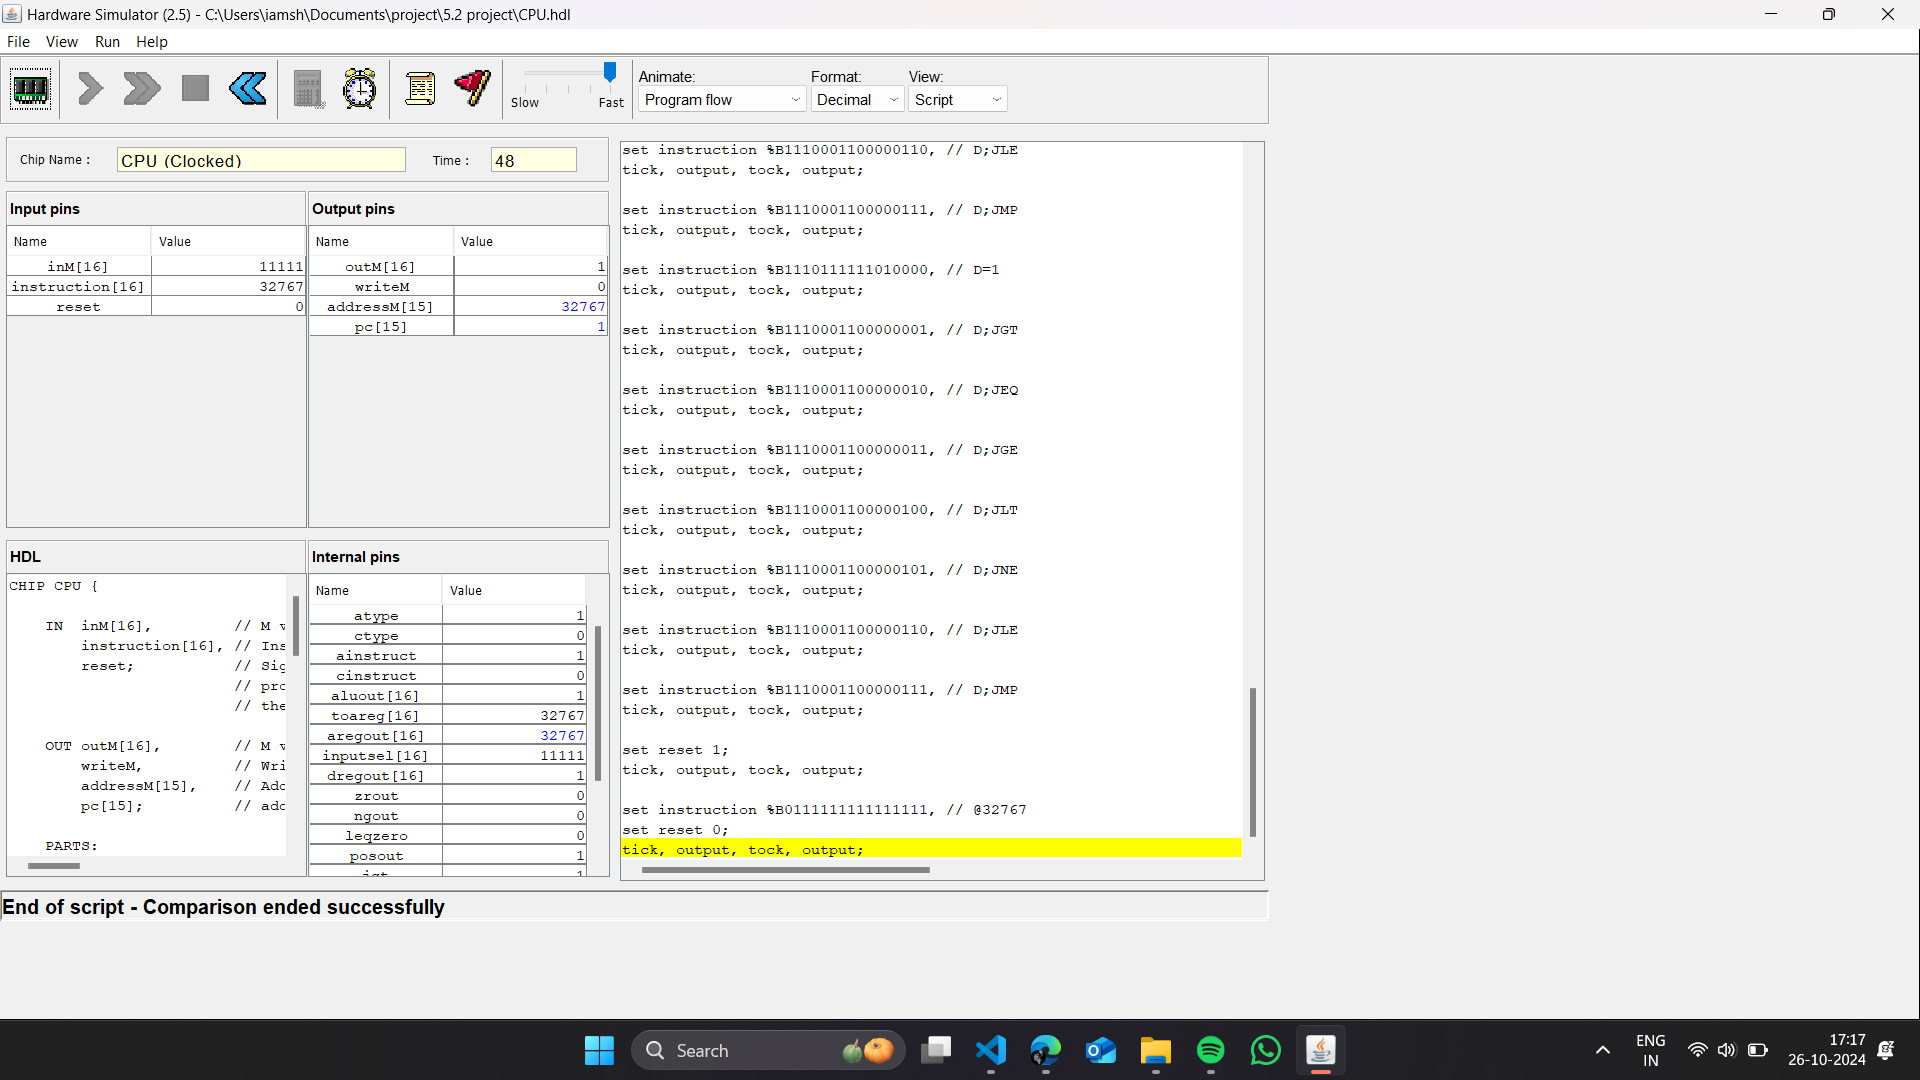 Hardware Simulator (2.5) - C:\Users\iamsh\Documents\project\5.2 project\CPU.hdl
File View Run Help
Slow Fast
Animate: Format: View:
Program flow Decimal Script
Chip Name : CPU (Clocked) Time : 48
Input pins
Name Value
inM[16] 11111
instruction[16] 32767
reset 0
Output pins
Name Value
outM[16] 1
writeM 0
addressM[15] 32767
pc[15] 1
HDL
CHIP CPU {
IN inM[16], // M v
instruction[16], // Ins
reset; // Sig
// pro
// the
OUT outM[16], // M v
writeM, // Wri
addressM[15], // Add
pc[15]; // add
PARTS:
Internal pins
Name Value
atype 1
ctype 0
ainstruct 1
cinstruct 0
aluout[16] 1
toareg[16] 32767
aregout[16] 32767
inputsel[16] 11111
dregout[16] 1
zrout 0
ngout 0
leqzero 0
posout 1
set instruction %B1110001100000110, // D;JLE
tick, output, tock, output;
set instruction %B1110001100000111, // D;JMP
tick, output, tock, output;
set instruction %B1110111111010000, // D=1
tick, output, tock, output;
set instruction %B1110001100000001, // D;JGT
tick, output, tock, output;
set instruction %B1110001100000010, // D;JEQ
tick, output, tock, output;
set instruction %B1110001100000011, // D;JGE
tick, output, tock, output;
set instruction %B1110001100000100, // D;JLT
tick, output, tock, output;
set instruction %B1110001100000101, // D;JNE
tick, output, tock, output;
set instruction %B1110001100000110, // D;JLE
tick, output, tock, output;
set instruction %B1110001100000111, // D;JMP
tick, output, tock, output;
set reset 1;
tick, output, tock, output;
set instruction %B0111111111111111, // @32767
set reset 0;
tick, output, tock, output;
End of script - Comparison ended successfully
Search
ENG
IN
17:17
26-10-2024